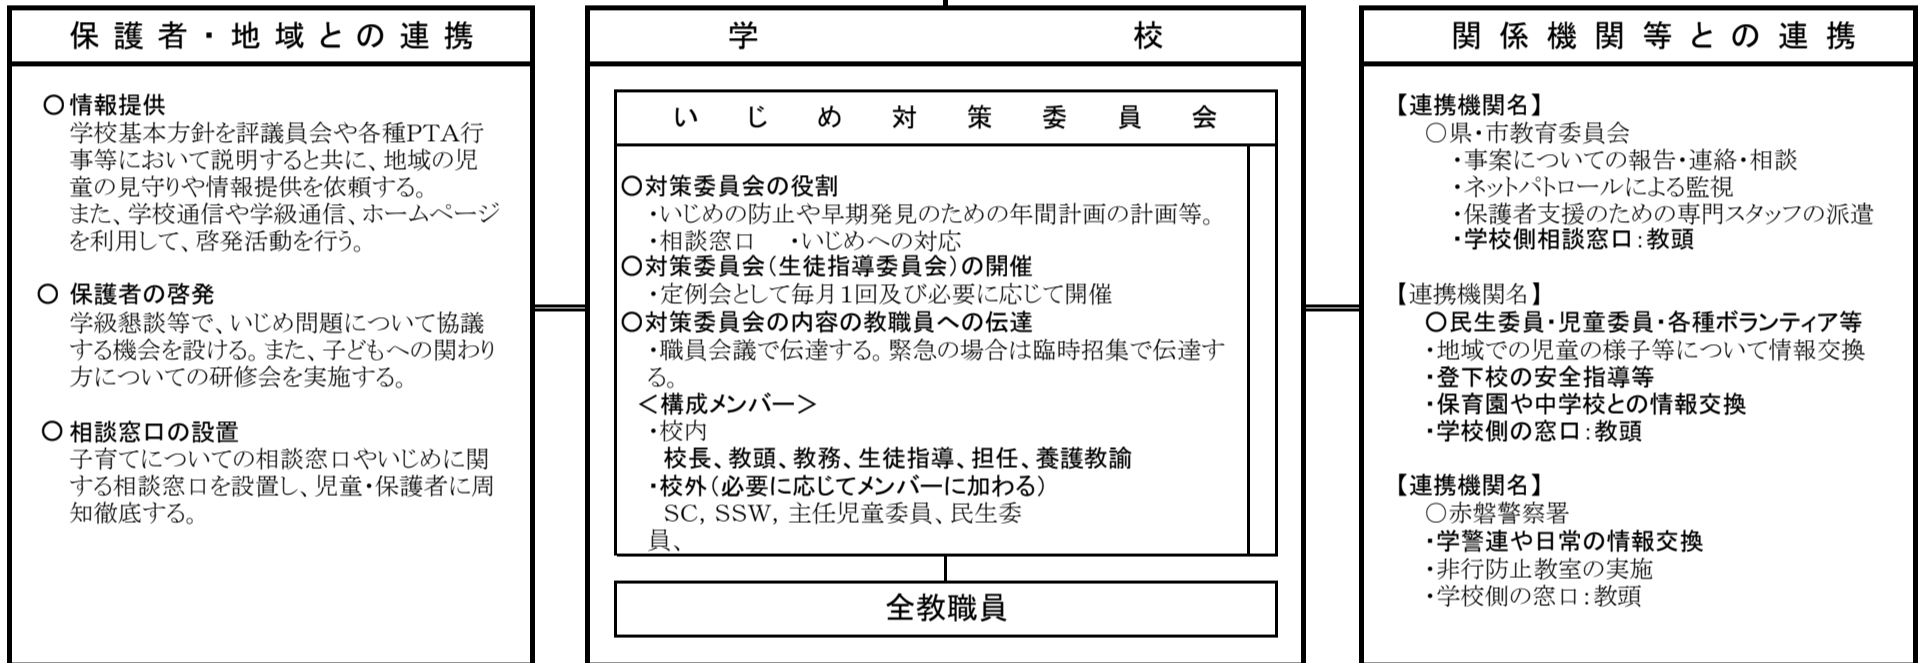 保護者・地域との連携
○情報提供
学校基本方針を評議員会や各種PTA行
事等において説明すると共に、地域の児
童の見守りや情報提供を依頼する。
また、学校通信や学級通信、ホームページ
を利用して、啓発活動を行う。
○ 保護者の啓発
学級懇談等で、いじめ問題について協議
する機会を設ける。また、子どもへの関わり
方についての研修会を実施する。
○ 相談窓口の設置
子育てについての相談窓口やいじめに関
する相談窓口を設置し、児童・保護者に周
知徹底する。
学校
いじめ対策委員会
○対策委員会の役割
・いじめの防止や早期発見のための年間計画の計画等。
・相談窓口　・いじめへの対応
○対策委員会（生徒指導委員会）の開催
・定例会として毎月1回及び必要に応じて開催
○対策委員会の内容の教職員への伝達
・職員会議で伝達する。緊急の場合は臨時招集で伝達す
る。
＜構成メンバー＞
・校内
校長、教頭、教務、生徒指導、担任、養護教諭
・校外（必要に応じてメンバーに加わる）
SC, SSW, 主任児童委員、民生委
員、
全教職員
関係機関等との連携
【連携機関名】
○県・市教育委員会
・事案についての報告・連絡・相談
・ネットパトロールによる監視
・保護者支援のための専門スタッフの派遣
・学校側相談窓口：教頭
【連携機関名】
○民生委員・児童委員・各種ボランティア等
・地域での児童の様子等について情報交換
・登下校の安全指導等
・保育園や中学校との情報交換
・学校側の窓口：教頭
【連携機関名】
○赤磐警察署
・学警連や日常の情報交換
・非行防止教室の実施
・学校側の窓口：教頭